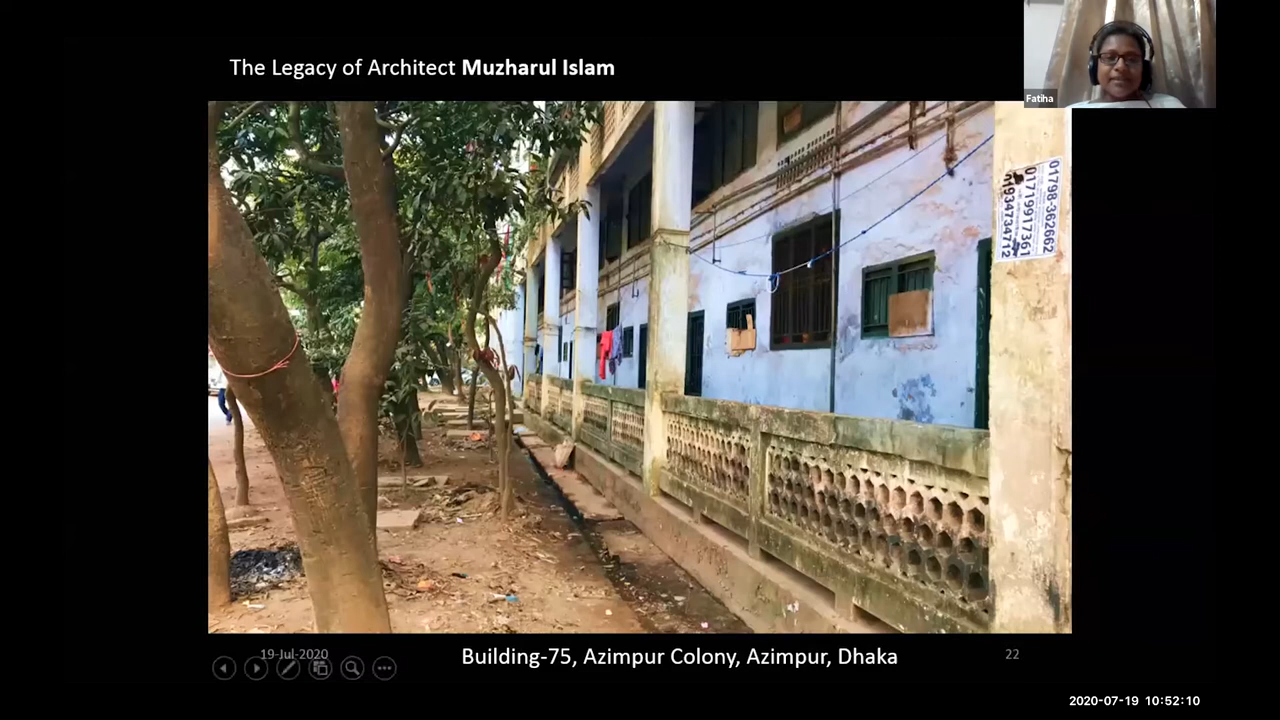 The Legacy of Architect Muzharul Islam
Fatiha
01798-362662
01719917361
01934734712
19-Jul-2020
Building-75, Azimpur Colony, Azimpur, Dhaka
22
2020-07-19 10:52:10